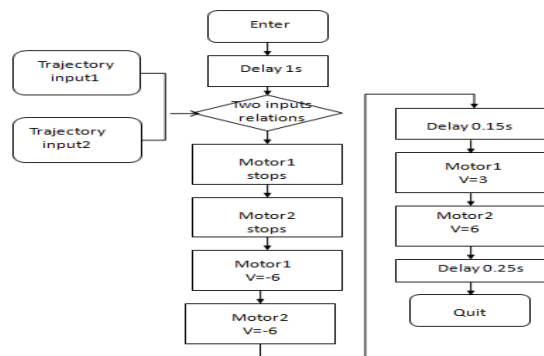 Enter
Delay 1s
Trajectory
input1
Trajectory
input2
Two inputs
relations
Motor1
stops
Motor2
stops
Motor1
V=-6
Motor2
V=-6
Delay 0.15s
Motor1
V=3
Motor2
V=6
Delay 0.25s
Quit